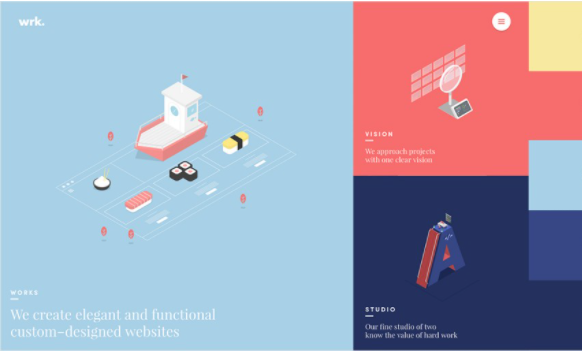 wrk.
WORKS
We create elegant and functional
custom-designed websites
VISION
We approach projects
with one clear vision
STUDIO
Our fine studio of two
know the value of hard work
A